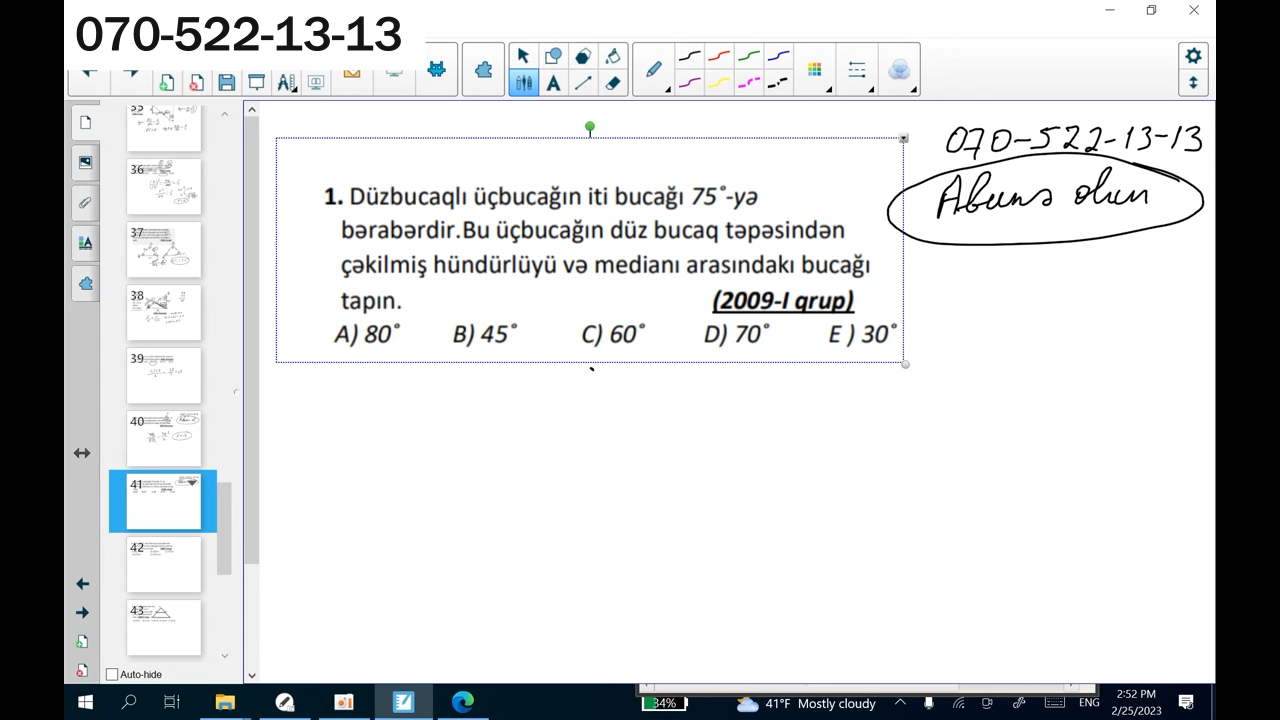 070-522-13-13
070-522-13-13
Abunə olun
1. Düzbucaqlı üçbucağın iti bucağı 75˚-yə
bərabərdir.Bu üçbucağın düz bucaq təpəsindən
çəkilmiş hündürlüyü və medianı arasındakı bucağı
tapın. (2009-I qrup)
A) 80˚ B) 45˚ C) 60˚ D) 70˚ E ) 30˚
35
36
37
38
39
40
41
42
43
Auto-hide
34%
41°F Mostly cloudy
ENG
2:52 PM
2/25/2023